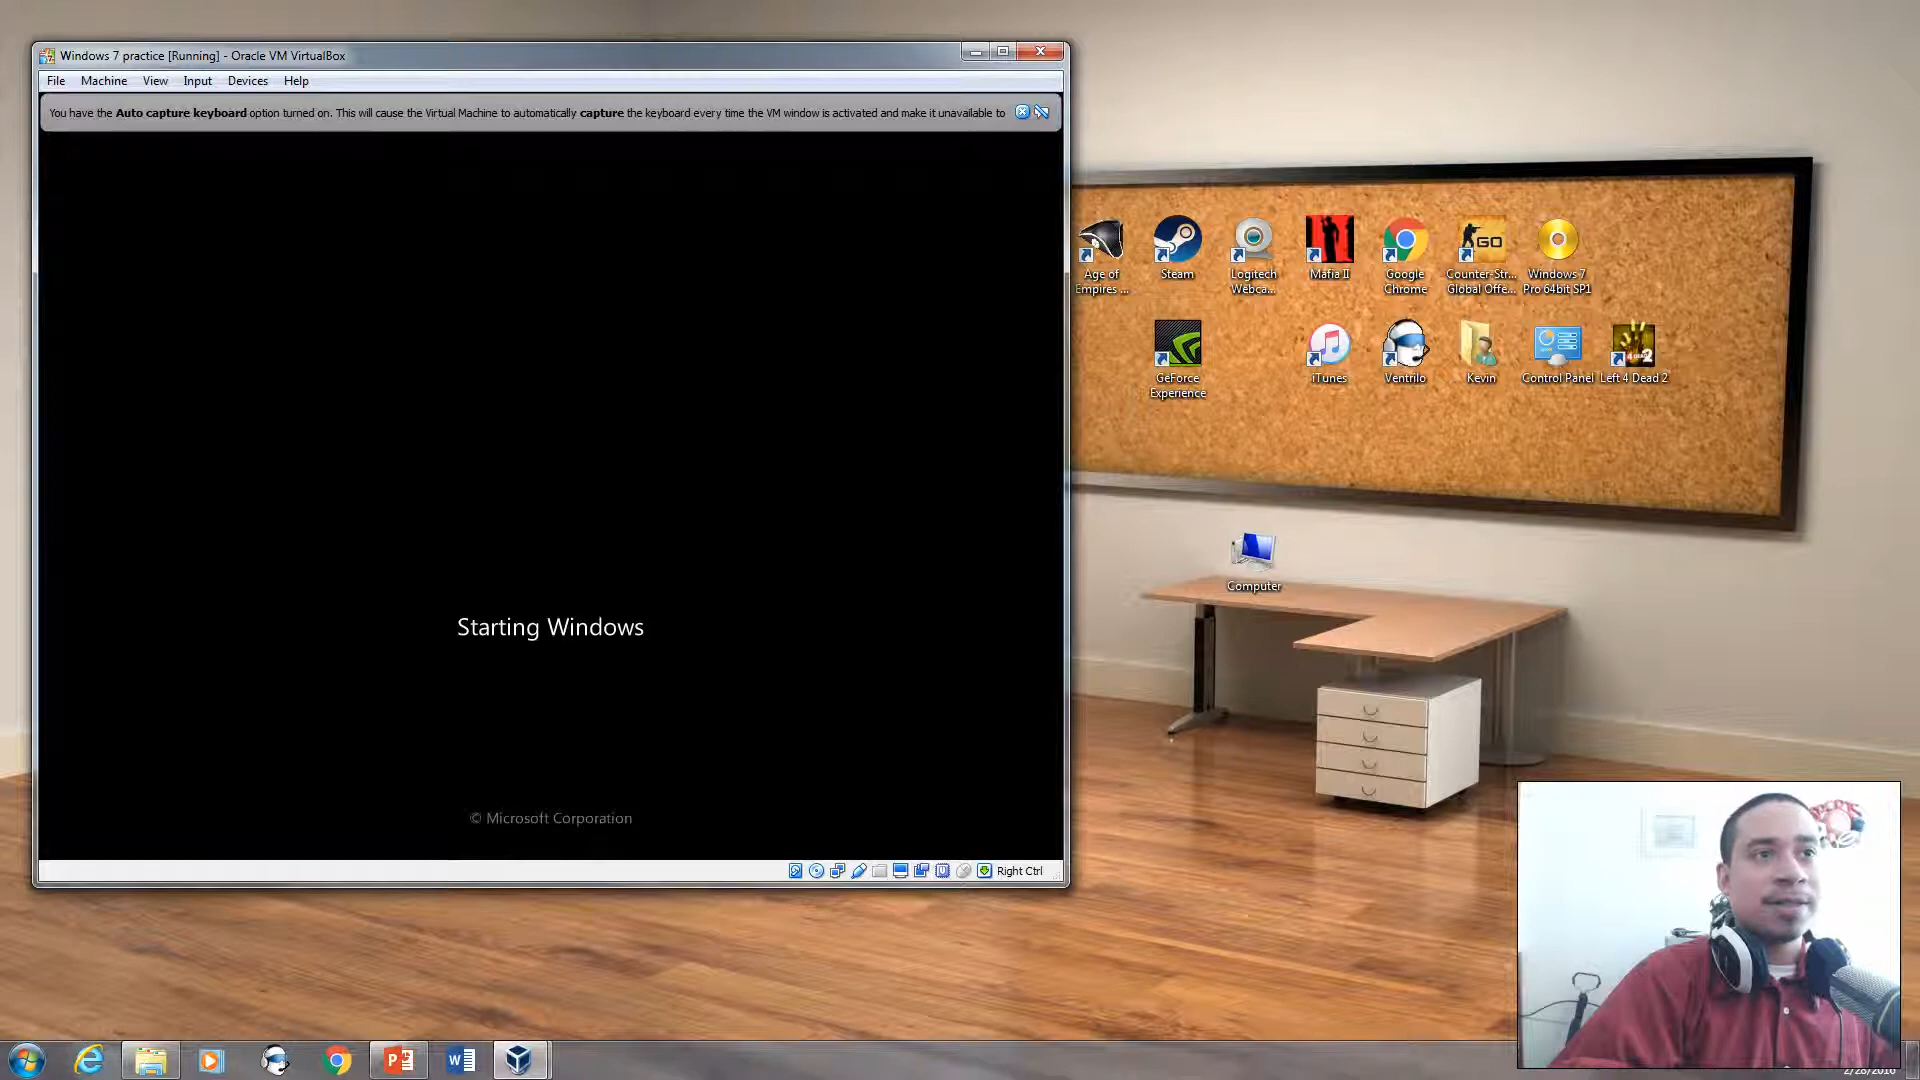 Windows 7 practice [Running] - Oracle VM VirtualBox
File Machine View Input Devices Help
You have the Auto capture keyboard option turned on. This will cause the Virtual Machine to automatically capture the keyboard every time the VM window is activated and make it unavailable to
Starting Windows
© Microsoft Corporation
Right Ctrl
Age of
Empires ...
Steam
Logitech
Webca...
Mafia II
Google
Chrome
Counter-Str...
Global Offe...
Windows 7
Pro 64bit SP1
GeForce
Experience
iTunes
Ventrilo
Kevin
Control Panel
Left 4 Dead 2
Computer
2/28/2016